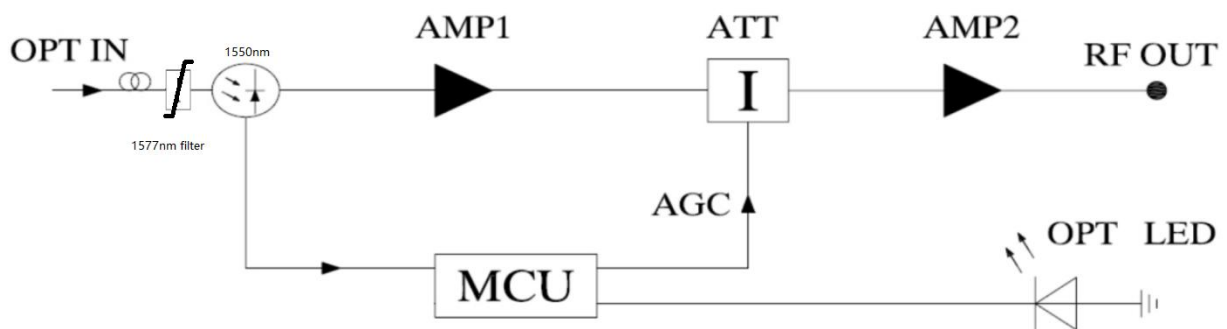 OPT IN
1577nm filter
1550nm
AMP1
ATT
I
AMP2
RF OUT
AGC
MCU
OPT LED